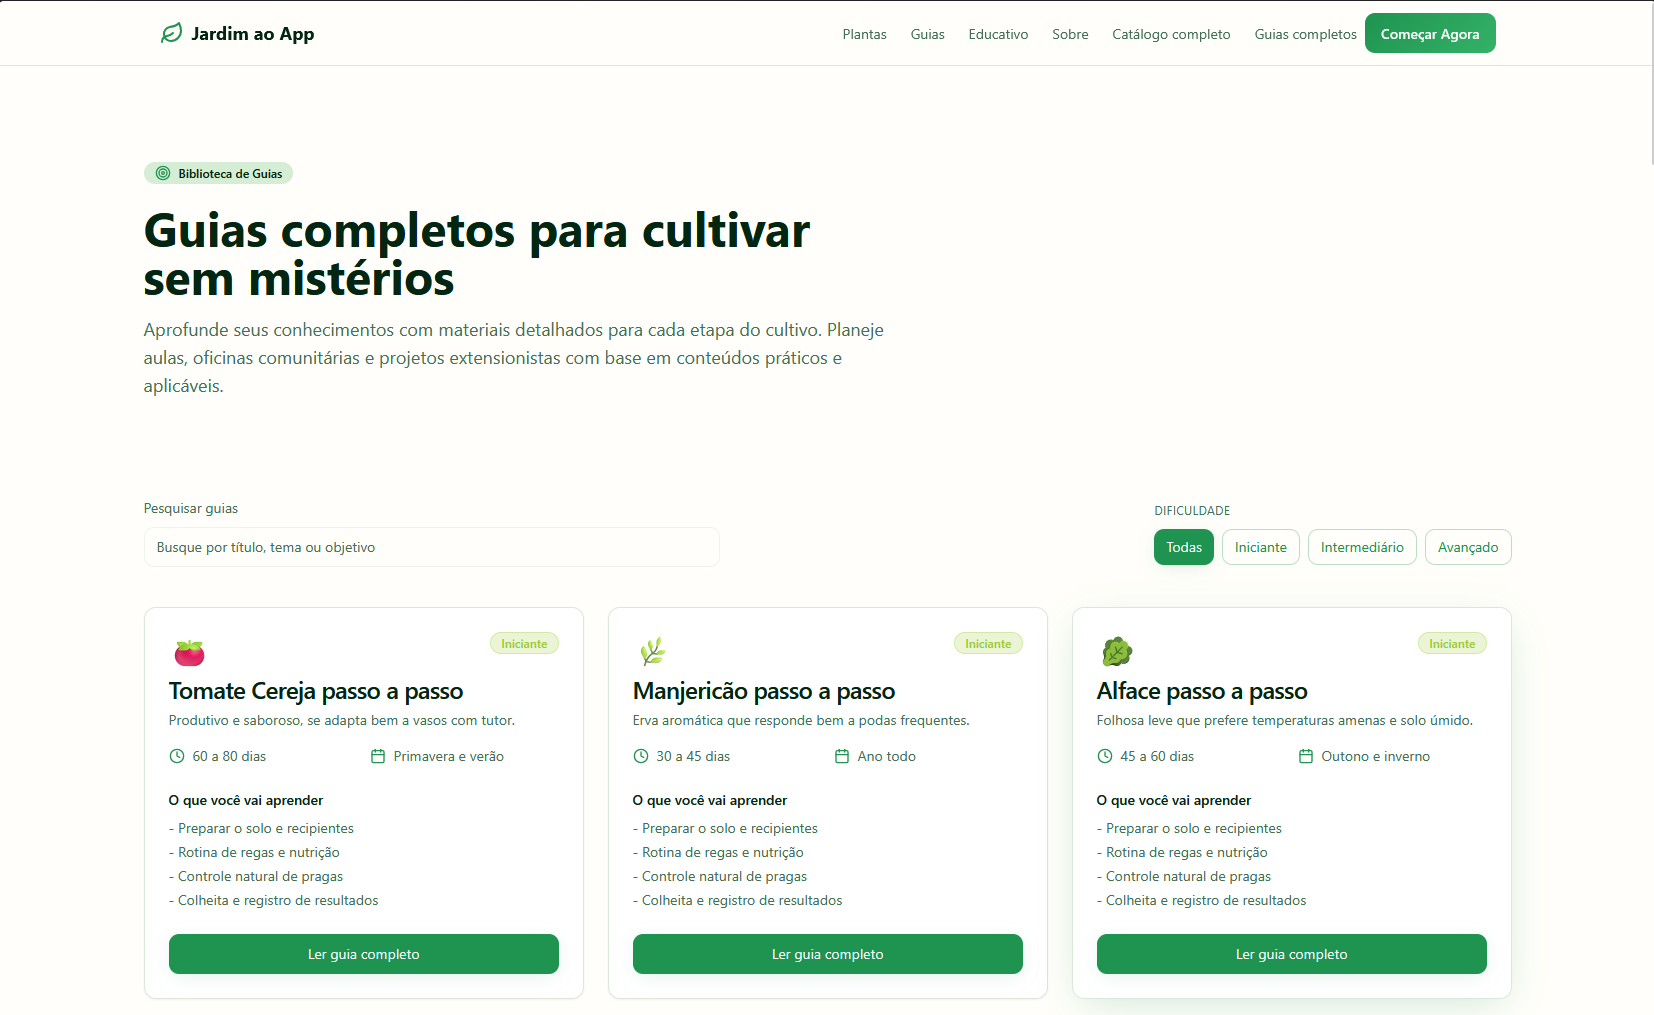 Jardim ao App
Plantas
Guias
Educativo
Sobre
Catálogo completo
Guias completos
Começar Agora
Biblioteca de Guias
Guias completos para cultivar
sem mistérios
Aprofunde seus conhecimentos com materiais detalhados para cada etapa do cultivo. Planeje
aulas, oficinas comunitárias e projetos extensionistas com base em conteúdos práticos e
aplicáveis.
Pesquisar guias
Busque por título, tema ou objetivo
DIFICULDADE
Todas
Iniciante
Intermediário
Avançado
Iniciante
Tomate Cereja passo a passo
Produtivo e saboroso, se adapta bem a vasos com tutor.
60 a 80 dias
Primavera e verão
O que você vai aprender
- Preparar o solo e recipientes
- Rotina de regas e nutrição
- Controle natural de pragas
- Colheita e registro de resultados
Ler guia completo
Iniciante
Manjericão passo a passo
Erva aromática que responde bem a podas frequentes.
30 a 45 dias
Ano todo
O que você vai aprender
- Preparar o solo e recipientes
- Rotina de regas e nutrição
- Controle natural de pragas
- Colheita e registro de resultados
Ler guia completo
Iniciante
Alface passo a passo
Folhosa leve que prefere temperaturas amenas e solo úmido.
45 a 60 dias
Outono e inverno
O que você vai aprender
- Preparar o solo e recipientes
- Rotina de regas e nutrição
- Controle natural de pragas
- Colheita e registro de resultados
Ler guia completo